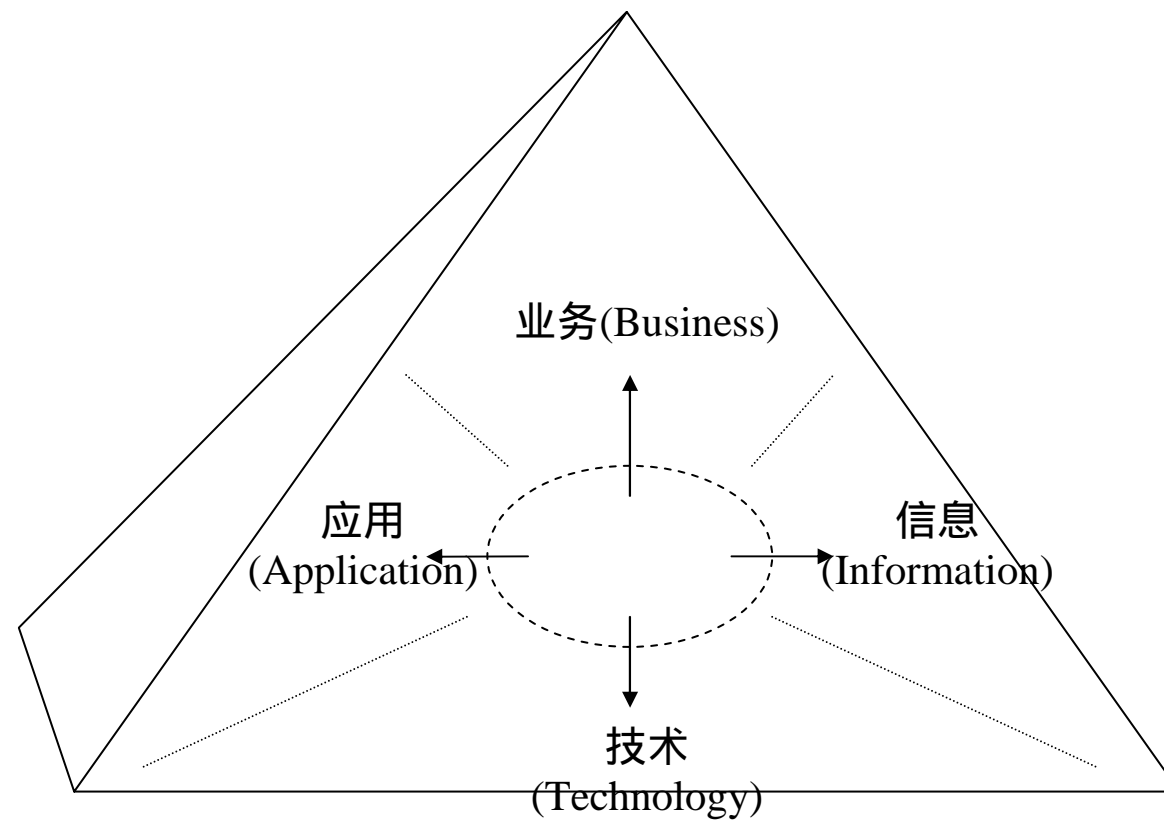 业务(Business)
应用
(Application)
信息
(Information)
技术
(Technology)